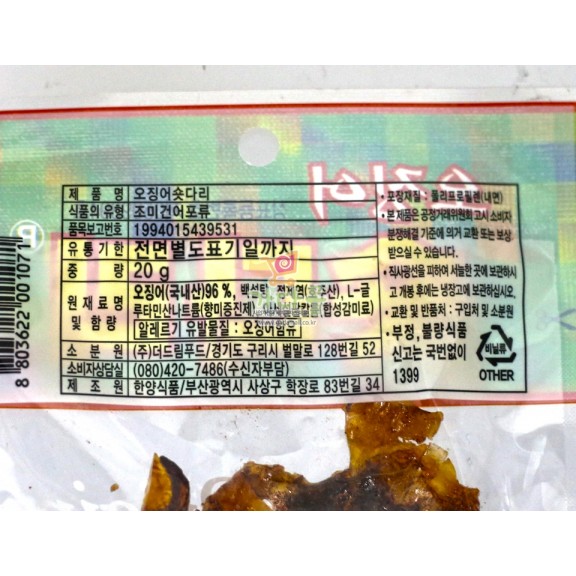 제 품 명 오징어숏다리
식품의 유형 조미건어포류
품목보고번호 1994015439531
유 통 기 한 전면별도표기일까지
중 량 20 g
원 재 료 명 및 함량 오징어(국내산)96 %, 백설탕, 정제염(호주산), L-글
루타민산나트륨(향미증진제), 아스파탐칼륨(합성감미료)
알레르기 유발물질 : 오징어함유
소 분 원 (주)더드림푸드/경기도 구리시 벌말로 128번길 52
소비자상담실 (080)420-7486(수신자부담)
제 조 원 한양식품/부산광역시 사상구 학장로 83번길 34
• 포장재질 : 폴리프로필렌(내면)
• 본 제품은 공정거래위원회 고시 소비자
분쟁해결 기준에 의거 교환 또는 보상
받으실 수 있습니다.
• 직사광선을 피하여 서늘한 곳에 보관하시
고 개봉 후에는 냉장고에 보관하십시오.
• 교환 및 반품처 : 구입처 및 소분원
• 부정, 불량식품
신고는 국번없이
1399
비닐류
OTHER
8 803622 001071